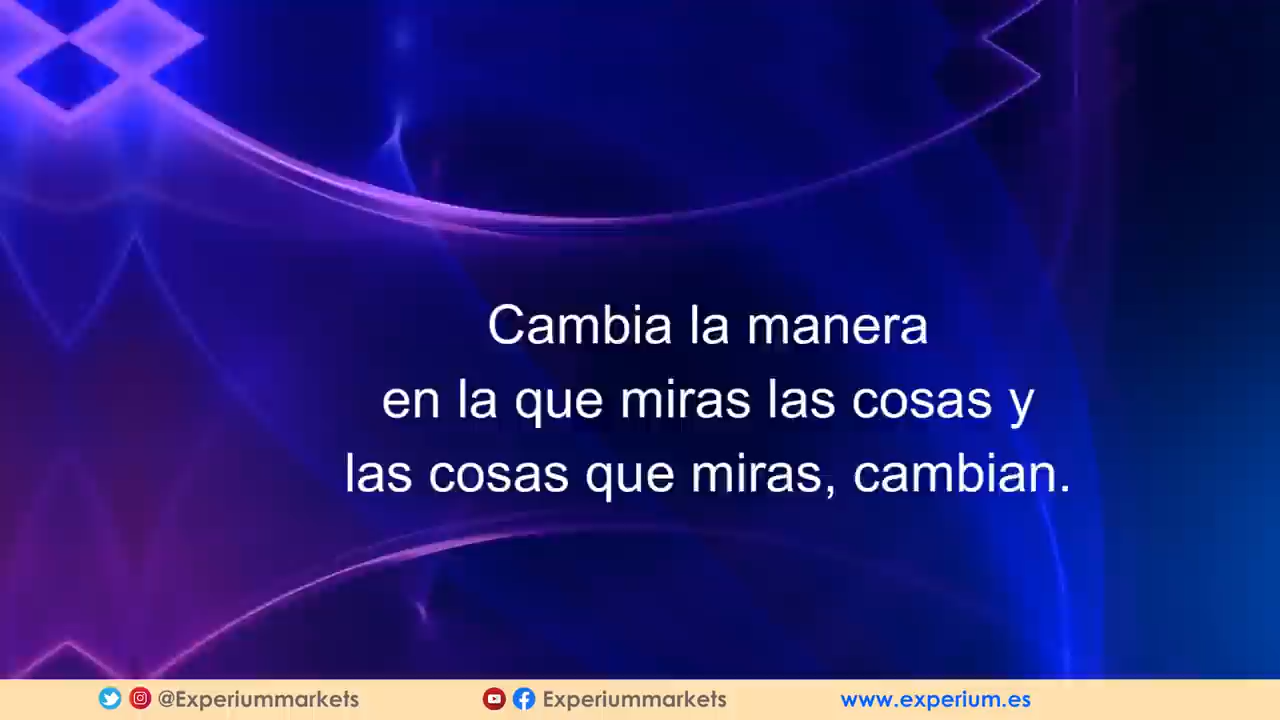 Cambia la manera
en la que miras las cosas y
las cosas que miras, cambian.
@Experiummarkets Experiummarkets www.experium.es